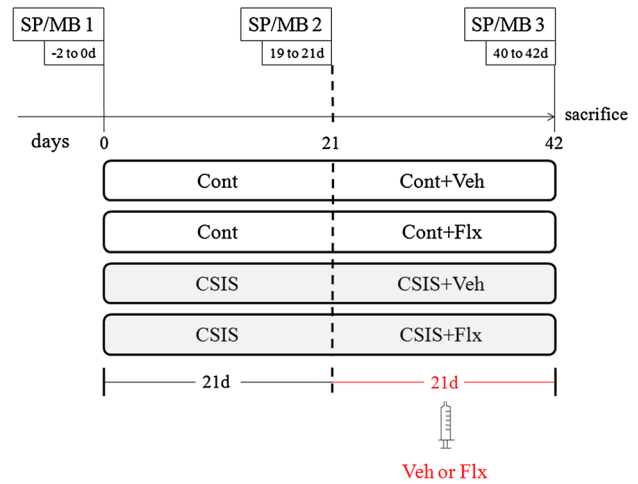 SP/MB 1
-2 to 0d
SP/MB 2
19 to 21d
SP/MB 3
40 to 42d
sacrifice
days 0 21 42
Cont Cont+Veh
Cont Cont+Flx
CSIS CSIS+Veh
CSIS CSIS+Flx
21d 21d
Veh or Flx